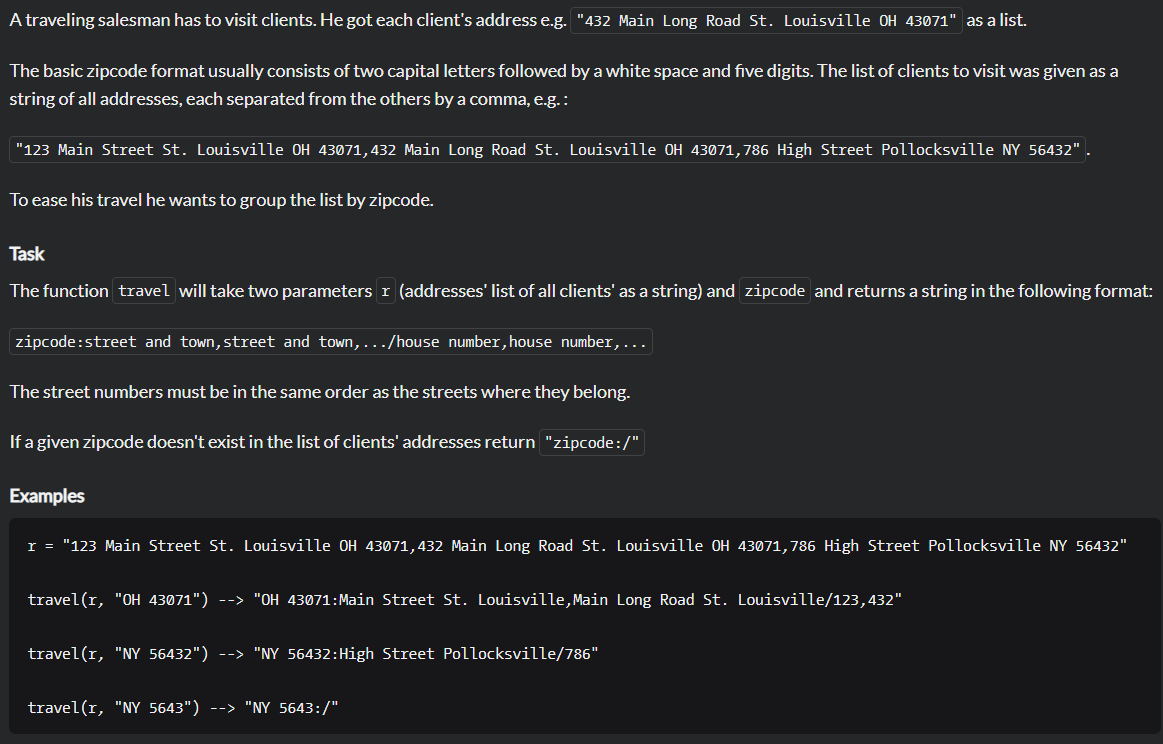 A traveling salesman has to visit clients. He got each client's address e.g. "432 Main Long Road St. Louisville OH 43071" as a list.
The basic zipcode format usually consists of two capital letters followed by a white space and five digits. The list of clients to visit was given as a
string of all addresses, each separated from the others by a comma, e.g. :
"123 Main Street St. Louisville OH 43071,432 Main Long Road St. Louisville OH 43071,786 High Street Pollocksville NY 56432".
To ease his travel he wants to group the list by zipcode.
Task
The function travel will take two parameters r (addresses' list of all clients' as a string) and zipcode and returns a string in the following format:
zipcode:street and town,street and town,.../house number,house number,...
The street numbers must be in the same order as the streets where they belong.
If a given zipcode doesn't exist in the list of clients' addresses return "zipcode:/"
Examples
r = "123 Main Street St. Louisville OH 43071,432 Main Long Road St. Louisville OH 43071,786 High Street Pollocksville NY 56432"
travel(r, "OH 43071") --> "OH 43071:Main Street St. Louisville,Main Long Road St. Louisville/123,432"
travel(r, "NY 56432") --> "NY 56432:High Street Pollocksville/786"
travel(r, "NY 5643") --> "NY 5643:/"